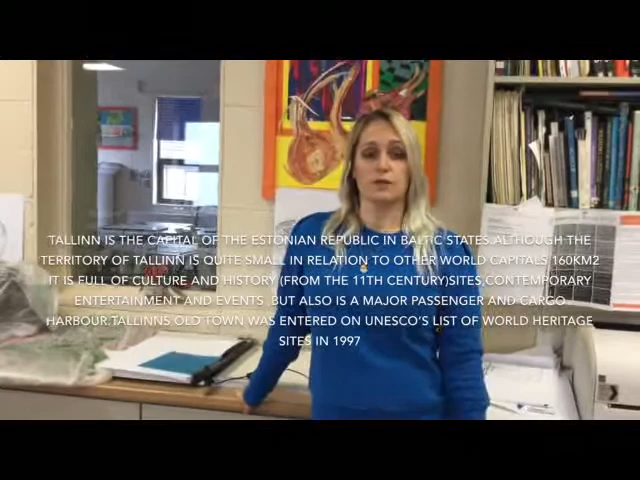 TALLINN IS THE CAPITAL OF THE ESTONIAN REPUBLIC IN BALTIC STATES.ALTHOUGH THE
TERRITORY OF TALLINN IS QUITE SMALL IN RELATION TO OTHER WORLD CAPITALS 160KM2
IT IS FULL OF CULTURE AND HISTORY (FROM THE 11TH CENTURY)SITES,CONTEMPORARY
ENTERTAINMENT AND EVENTS ,BUT ALSO IS A MAJOR PASSENGER AND CARGO
HARBOUR.TALLINNS OLD TOWN WAS ENTERED ON UNESCO'S LIST OF WORLD HERITAGE
SITES IN 1997